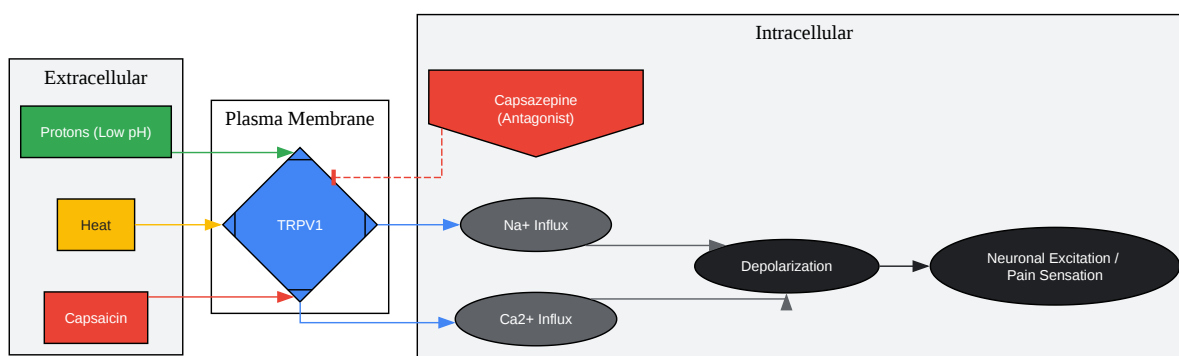 Extracellular
Protons (Low pH)
Heat
Capsaicin
Plasma Membrane
TRPV1
Intracellular
Capsazepine
(Antagonist)
Na+ Influx
Ca2+ Influx
Depolarization
Neuronal Excitation /
Pain Sensation